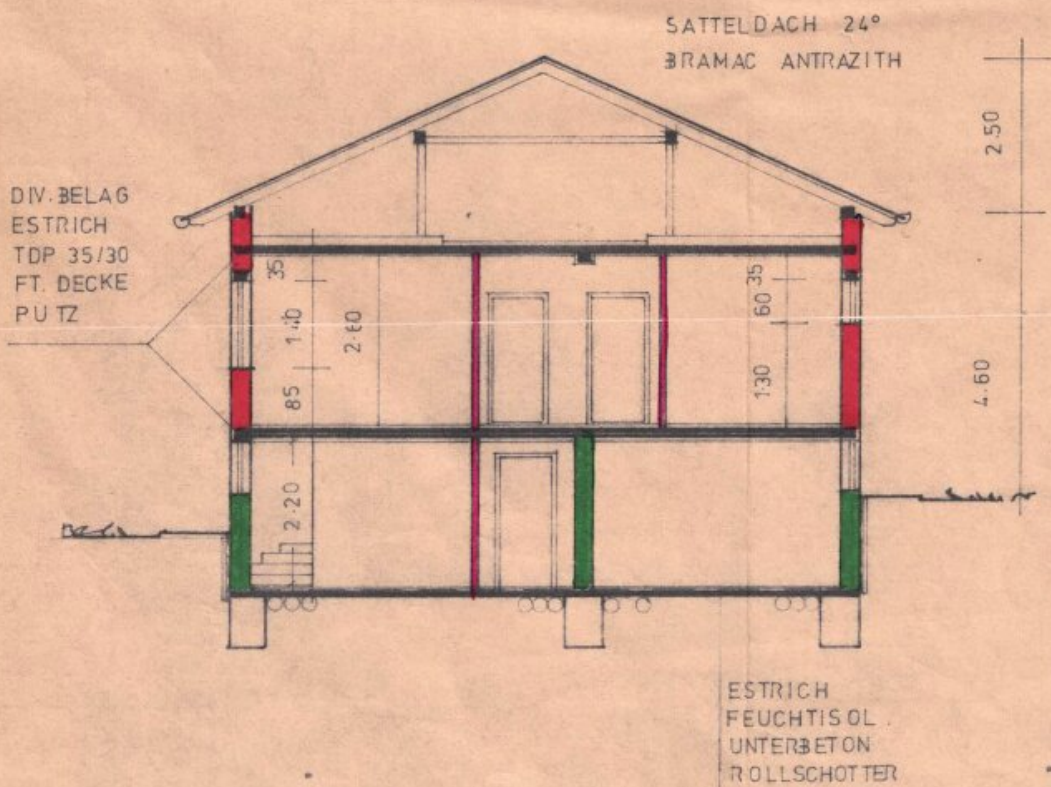 SATTELDACH 24°
BRAMAC ANTRAZITH
2.50
DIV. BELAG
ESTRICH
TDP 35/30
FT. DECKE
PUTZ
35
1.40
2.60
85
35
60
1.30
4.60
2.20
ESTRICH
FEUCHTISOL.
UNTERBETON
ROLLSCHOTTER